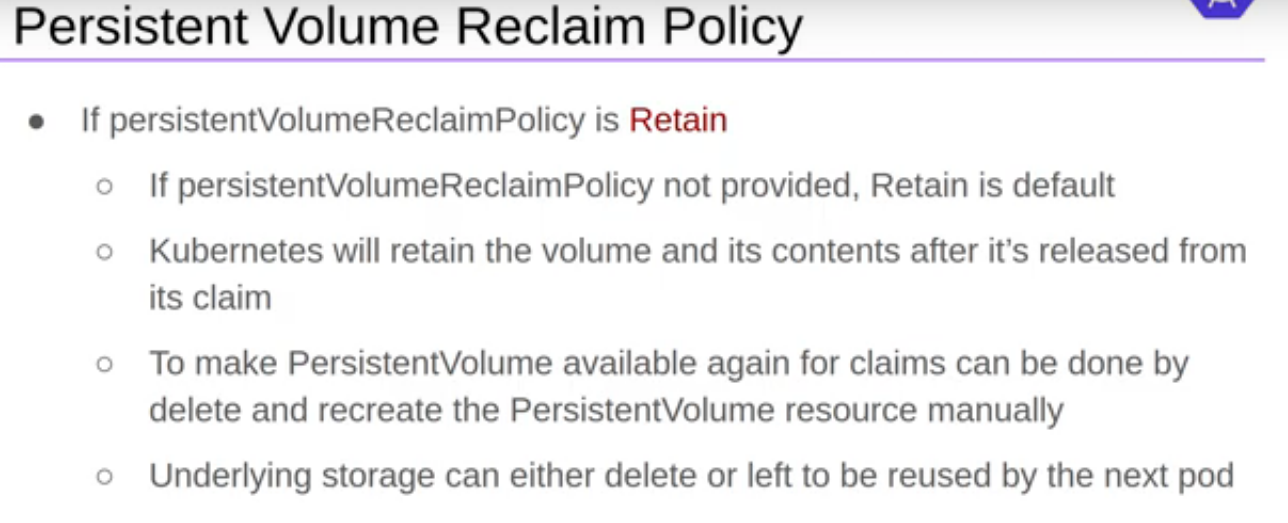 Persistent Volume Reclaim Policy
● If persistentVolumeReclaimPolicy is Retain
○ If persistentVolumeReclaimPolicy not provided, Retain is default
○ Kubernetes will retain the volume and its contents after it’s released from
its claim
○ To make PersistentVolume available again for claims can be done by
delete and recreate the PersistentVolume resource manually
○ Underlying storage can either delete or left to be reused by the next pod